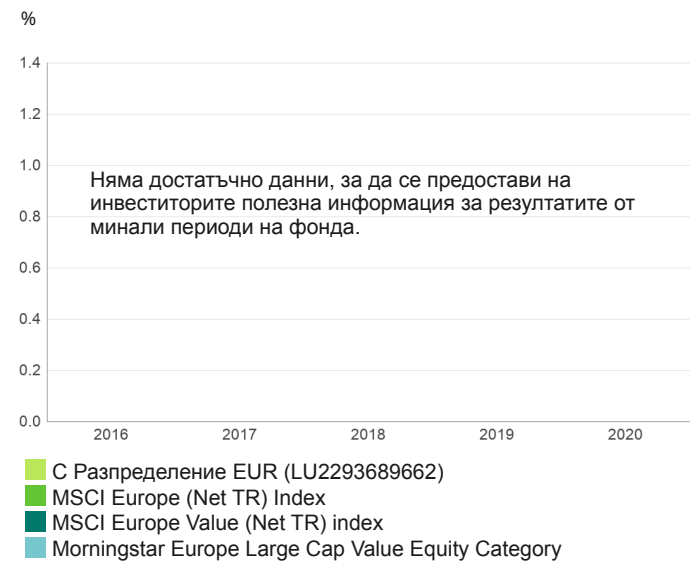 %
1.4
1.2
1.0
Няма достатъчно данни, за да се предостави на
инвеститорите полезна информация за резултатите от
0.8
минали периоди на фонда.
0.6
0.4
0.2
0.0
2016 2017 2018 2019 2020
С Разпределение EUR (LU2293689662)
MSCI Europe (Net TR) Index
MSCI Europe Value (Net TR) index
Morningstar Europe Large Cap Value Equity Category